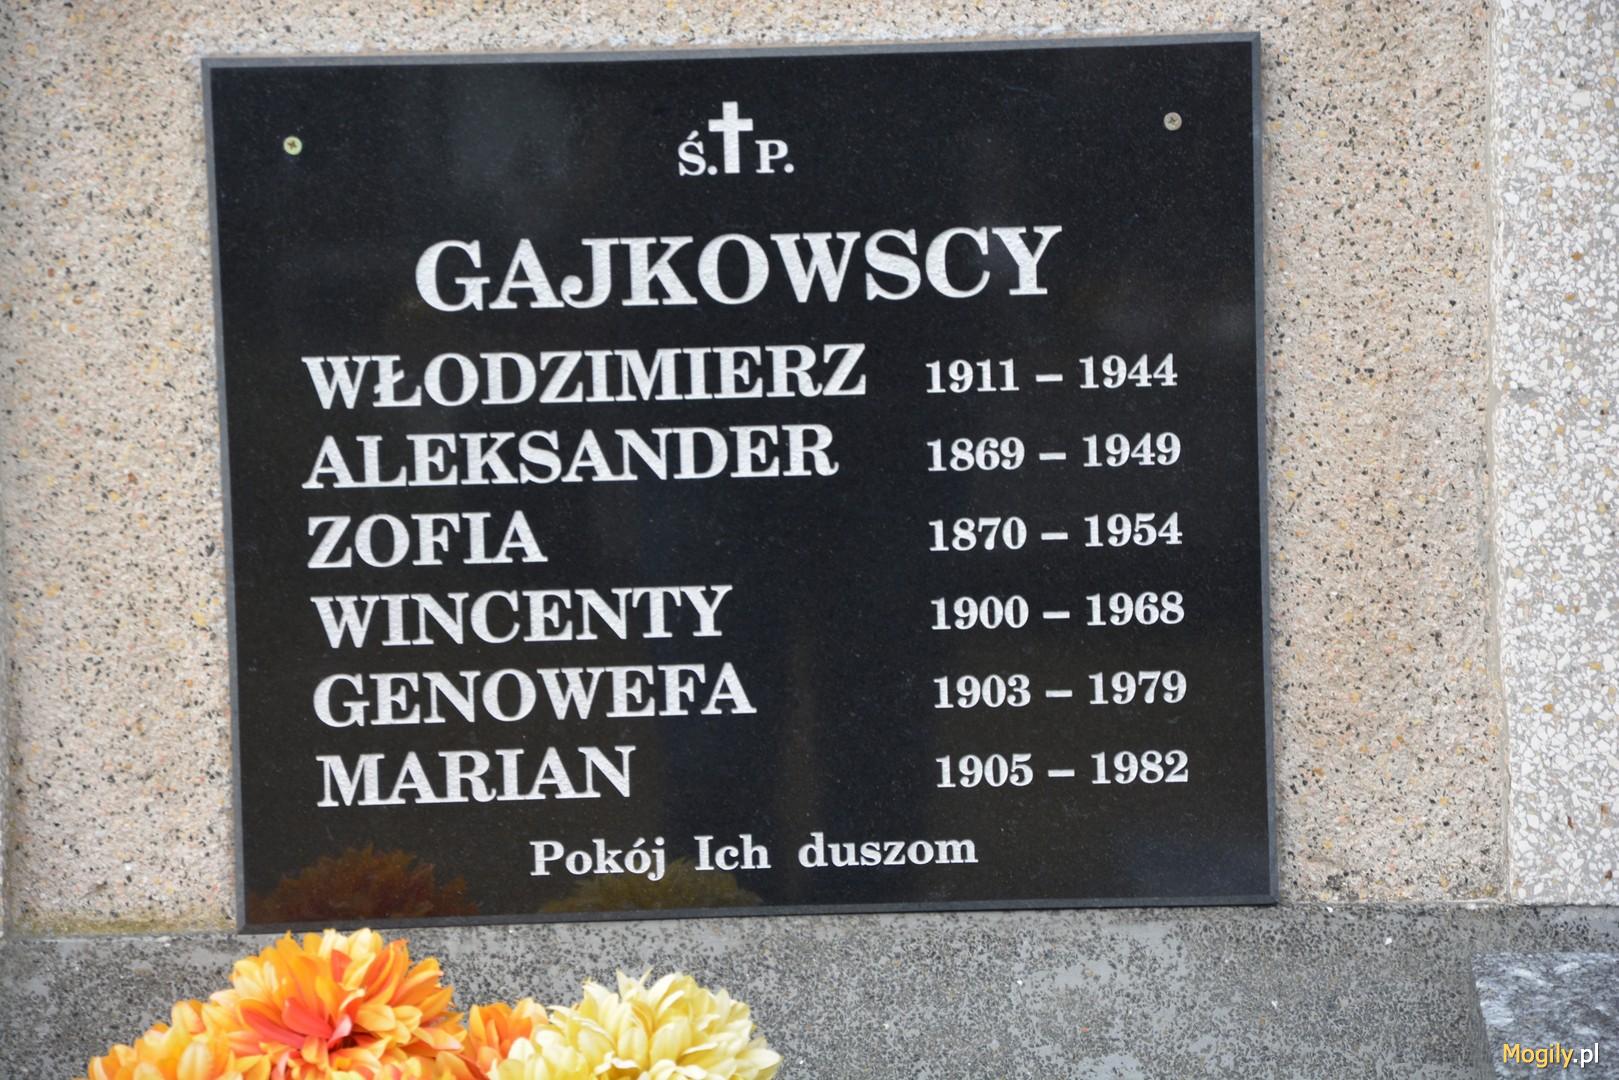 Ś. P.
GAJKOWSCY
WŁODZIMIERZ 1911 – 1944
ALEKSANDER 1869 – 1949
ZOFIA 1870 – 1954
WINCENTY 1900 – 1968
GENOWEFA 1903 – 1979
MARIAN 1905 – 1982
Pokój Ich duszom
Mogily.pl